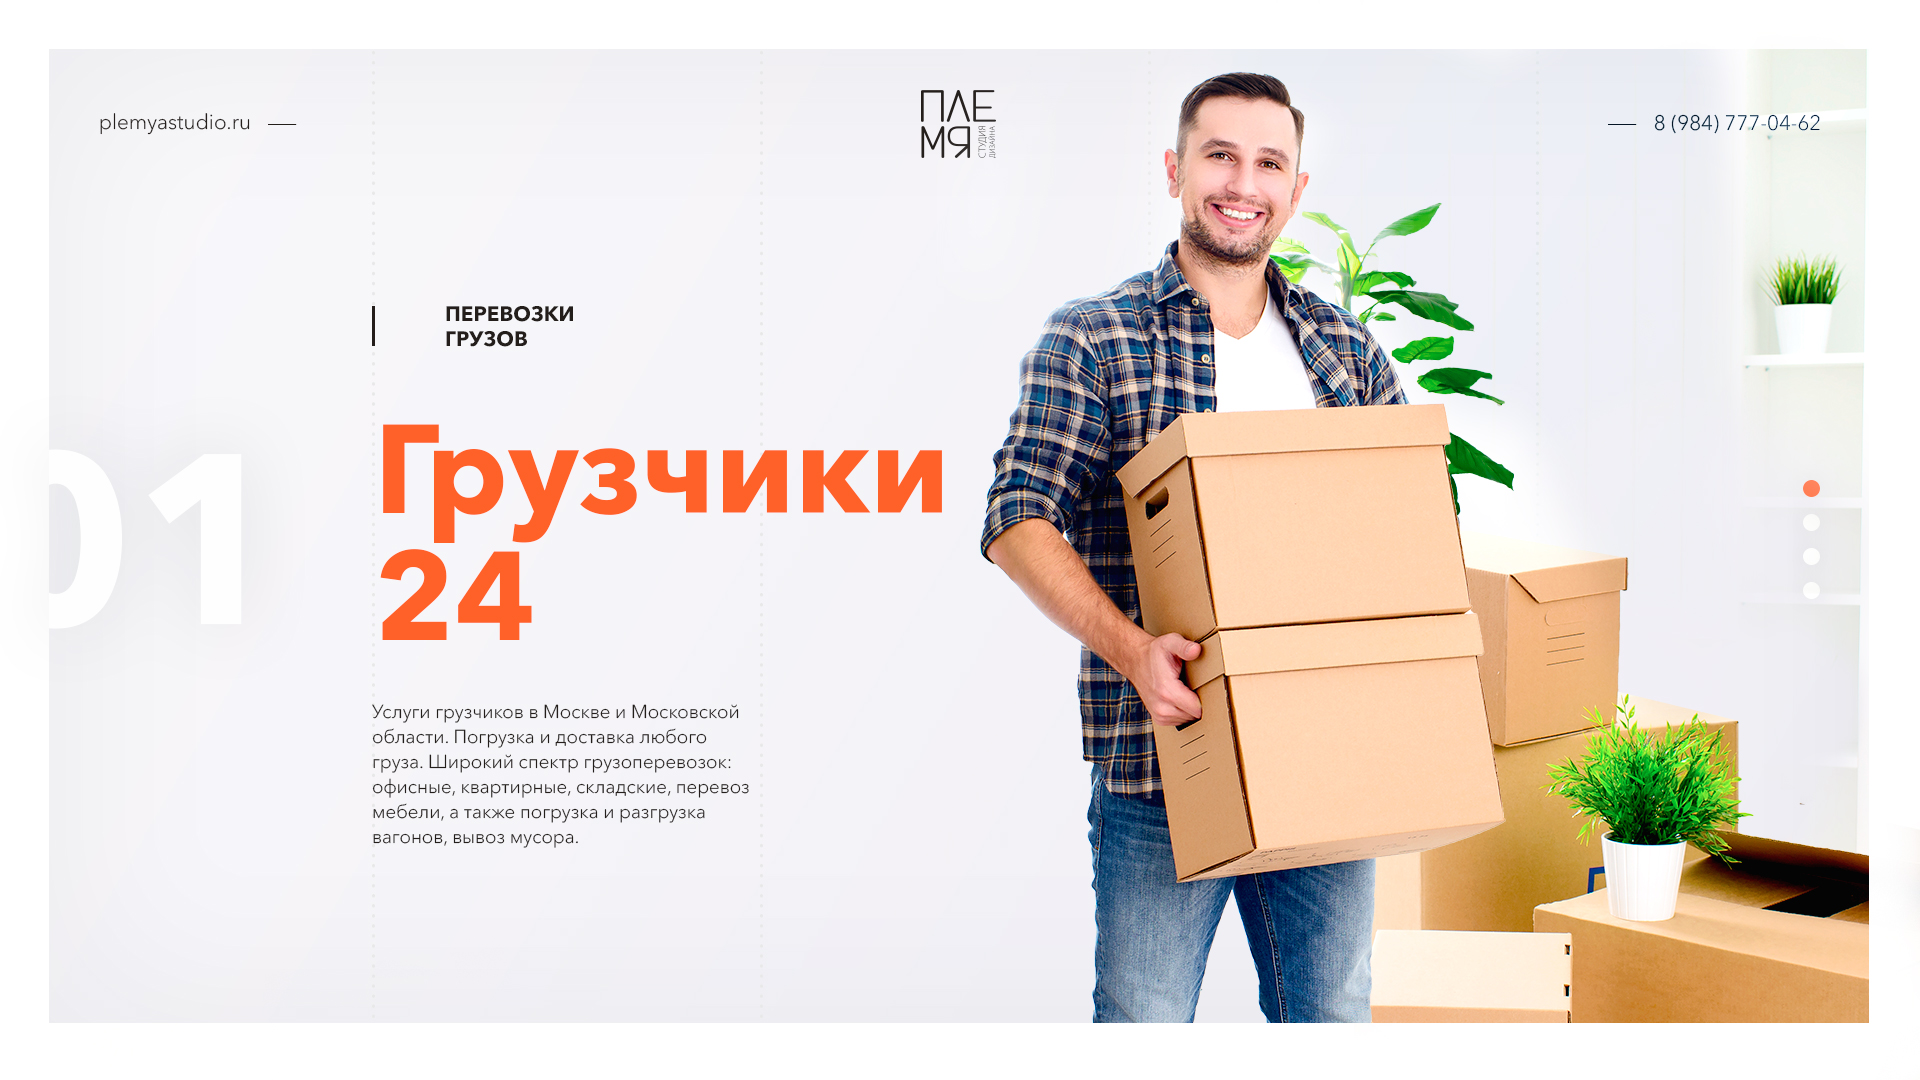 plemyastudio.ru
ПЛЕ
МЯ
СТУДИЯ
ДИЗАЙНА
8 (984) 777-04-62
ПЕРЕВОЗКИ
ГРУЗОВ
01
Грузчики
24
Услуги грузчиков в Москве и Московской
области. Погрузка и доставка любого
груза. Широкий спектр грузоперевозок:
офисные, квартирные, складские, перевоз
мебели, а также погрузка и разгрузка
вагонов, вывоз мусора.